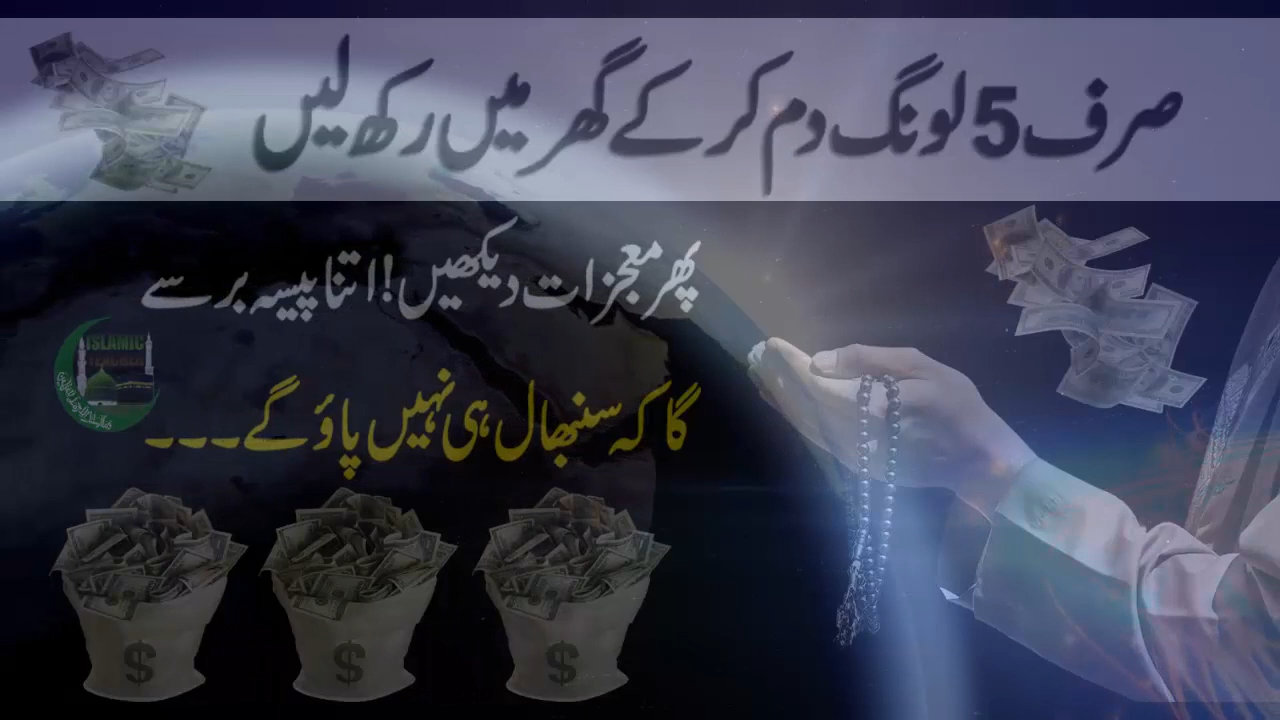 صرف 5 لونگ دم کر کے گھر میں رکھ لیں
پھر معجزات دیکھیں! اتنا پیسہ برسے
گا کہ سنبھال ہی نہیں پاؤ گے ۔۔۔
ISLAMIC
TEACHER
$ $ $